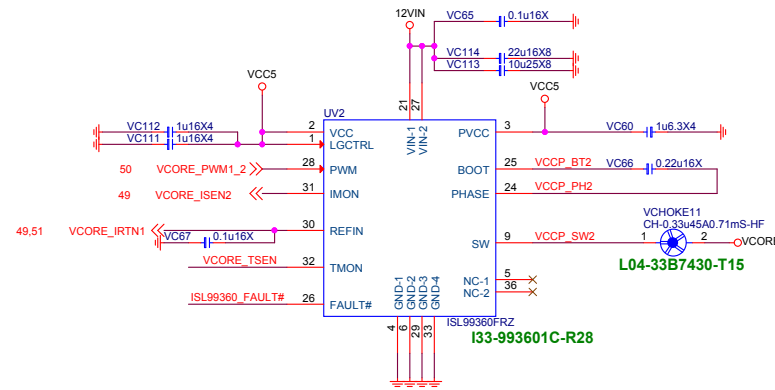 12VIN
VC65 0.1u16X
VC114 22u16X8
VC113 10u25X8
VCC5
VCC5
21
27
UV2
VC112 1u16X4
VC111 1u16X4
2 VCC
1 LGCTRL
VIN-1
VIN-2
PVCC 3
VC60 1u6.3X4
50 VCORE_PWM1_2 28 PWM
BOOT 25 VCCP_BT2 VC66 0.22u16X
49 VCORE_ISEN2 31 IMON
PHASE 24 VCCP_PH2
VCHOKE11
CH-0.33u45A0.71mS-HF
49,51 VCORE_IRTN1 30 REFIN
VC67 0.1u16X
SW 9 VCCP_SW2 1 2 VCORE
L04-33B7430-T15
VCORE_TSEN 32 TMON
NC-1 5
NC-2 36
ISL99360_FAULT# 26 FAULT#
GND-1
GND-2
GND-3
GND-4
ISL99360FRZ
4
6
29
33
I33-993601C-R28